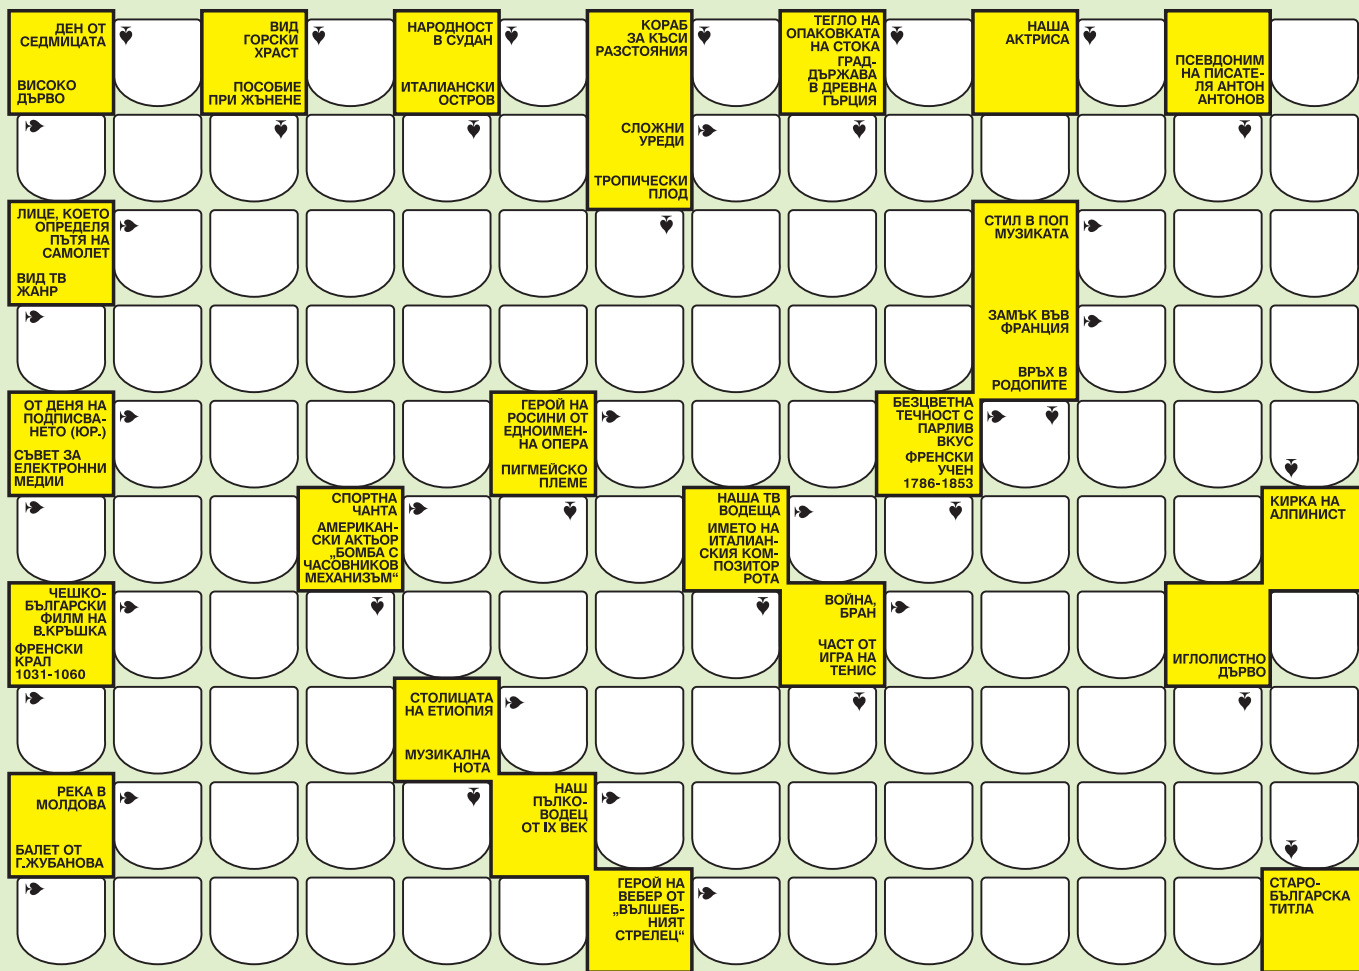 ДЕН ОТ
СЕДМИЦАТА
ВИСОКО
ДЪРВО
ВИД
ГОРСКИ
ХРАСТ
ПОСОБИЕ
ПРИ ЖЪНЕНЕ
НАРОДНОСТ
В СУДАН
ИТАЛИАНСКИ
ОСТРОВ
КОРАБ
ЗА КЪСИ
РАЗСТОЯНИЯ
СЛОЖНИ
УРЕДИ
ТРОПИЧЕСКИ
ПЛОД
ТЕГЛО НА
ОПАКОВКАТА
НА СТОКА
ГРАД-
ДЪРЖАВА
В ДРЕВНА
ГЪРЦИЯ
НАША
АКТРИСА
ПСЕВДОНИМ
НА ПИСАТЕ-
ЛЯ АНТОН
АНТОНОВ
ЛИЦЕ, КОЕТО
ОПРЕДЕЛЯ
ПЪТЯ НА
САМОЛЕТ
ВИД ТВ
ЖАНР
СТИЛ В ПОП
МУЗИКАТА
ЗАМЪК ВЪВ
ФРАНЦИЯ
ВРЪХ В
РОДОПИТЕ
ОТ ДЕНЯ НА
ПОДПИСВА-
НЕТО (ЮР.)
СЪВЕТ ЗА
ЕЛЕКТРОННИ
МЕДИИ
ГЕРОЙ НА
РОСИНИ ОТ
ЕДНОИМЕН-
НА ОПЕРА
ПИГМЕЙСКО
ПЛЕМЕ
БЕЗЦВЕТНА
ТЕЧНОСТ С
ПАРЛИВ
ВКУС
ФРЕНСКИ
УЧЕН
1786-1853
СПОРТНА
ЧАНТА
АМЕРИКАН-
СКИ АКТЬОР
„БОМБА С
ЧАСОВНИКОВ
МЕХАНИЗЪМ“
НАША ТВ
ВОДЕЩА
ИМЕТО НА
ИТАЛИАН-
СКИЯ КОМ-
ПОЗИТОР
РОТА
КИРКА НА
АЛПИНИСТ
ЧЕШКО-
БЪЛГАРСКИ
ФИЛМ НА
В.КРЪШКА
ФРЕНСКИ
КРАЛ
1031-1060
ВОЙНА,
БРАН
ЧАСТ ОТ
ИГРА НА
ТЕНИС
ИГЛОЛИСТНО
ДЪРВО
СТОЛИЦАТА
НА ЕТИОПИЯ
МУЗИКАЛНА
НОТА
РЕКА В
МОЛДОВА
БАЛЕТ ОТ
Г.ЖУБАНОВА
НАШ
ПЪЛКО-
ВОДЕЦ
ОТ IX ВЕК
ГЕРОЙ НА
ВЕБЕР ОТ
„ВЪЛШЕБ-
НИЯТ
СТРЕЛЕЦ“
СТАРО-
БЪЛГАРСКА
ТИТЛА